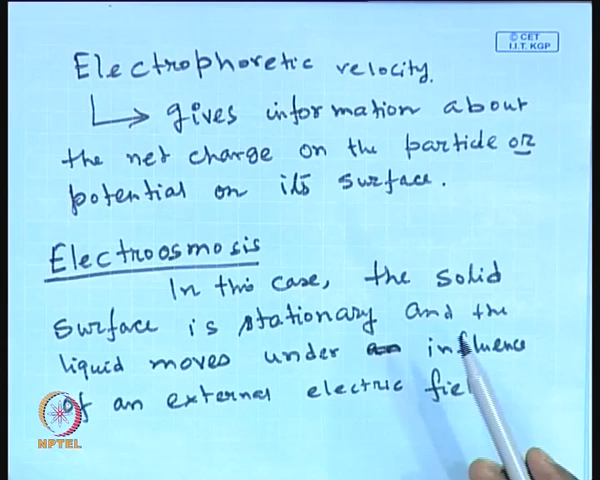 © CET
I.I.T. KGP
Electrophoretic velocity.
gives information about
the net charge on the particle or
potential on its surface.
Electroosmosis
In this case, the solid
surface is stationary and the
liquid moves under influence
of an external electric
NPTEL